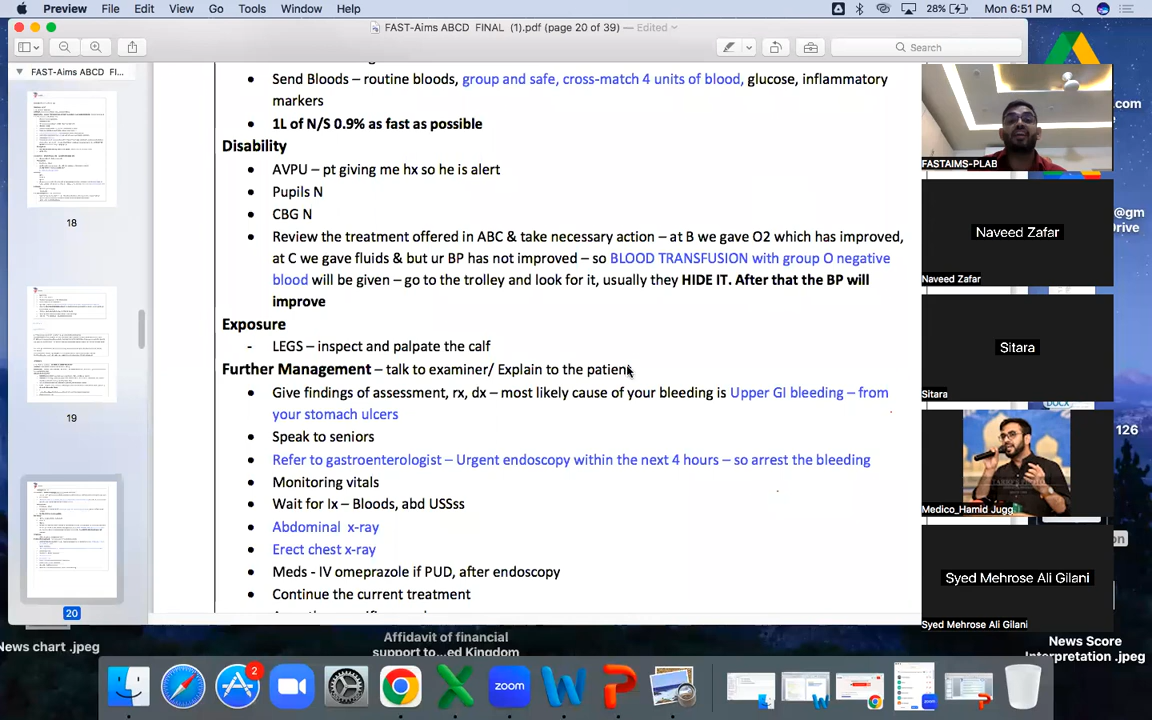 Preview File Edit View Go Tools Window Help
28% Mon 6:51 PM
FAST-Aims ABCD FINAL (1).pdf (page 20 of 39) — Edited
Search
FAST-Aims ABCD Fi...
18
19
20
• Send Bloods – routine bloods, group and safe, cross-match 4 units of blood, glucose, inflammatory
markers
• 1L of N/S 0.9% as fast as possible
Disability
• AVPU – pt giving me hx so he is alert
• Pupils N
• CBG N
• Review the treatment offered in ABC & take necessary action – at B we gave O2 which has improved,
at C we gave fluids & but ur BP has not improved – so BLOOD TRANSFUSION with group O negative
blood will be given – go to the trolley and look for it, usually they HIDE IT. After that the BP will
improve
Exposure
- LEGS – inspect and palpate the calf
Further Management – talk to examiner/ Explain to the patient
• Give findings of assessment, rx, dx – most likely cause of your bleeding is Upper GI bleeding – from
your stomach ulcers
• Speak to seniors
• Refer to gastroenterologist – Urgent endoscopy within the next 4 hours – so arrest the bleeding
• Monitoring vitals
• Wait for Ix – Bloods, abd USSss
• Abdominal x-ray
• Erect chest x-ray
• Meds - IV omeprazole if PUD, after endoscopy
• Continue the current treatment
FASTAIMS-PLAB
Naveed Zafar
Naveed Zafar
Sitara
Sitara
Medico_Hamid Jugg
Syed Mehrose Ali Gilani
Syed Mehrose Ali Gilani
.com
@gm
Drive
126
on
News chart .jpeg
Affidavit of financial
support to...ed Kingdom
News Score
Interpretation .jpeg
2
zoom